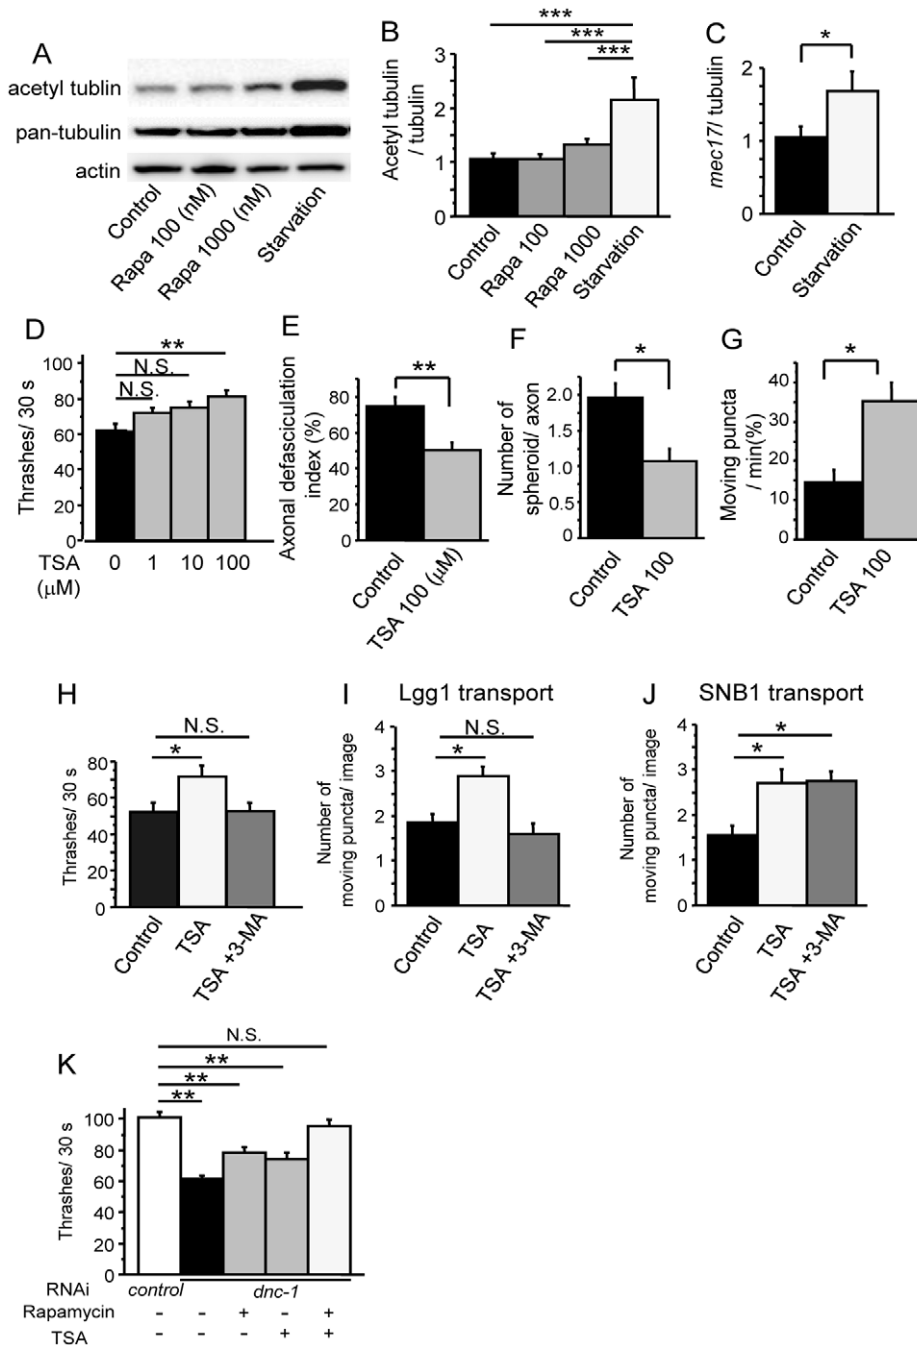 A
acetyl tublin
pan-tubulin
actin
Control
Rapa 100 (nM)
Rapa 1000 (nM)
Starvation
B
***
***
***
Acetyl tubulin
/ tubulin
3
2
1
0
Control
Rapa 100
Rapa 1000
Starvation
C
*
mec17/ tubulin
2
1
0
Control
Starvation
D
**
N.S.
N.S.
Thrashes/ 30 s
100
80
60
40
20
0
TSA
(μM)
0 1 10 100
E
**
Axonal defasciculation
index (%)
80
60
40
20
0
Control
TSA 100 (μM)
F
*
Number of
spheroid/ axon
2.0
1.5
1.0
0.5
0
Control
TSA 100
G
*
Moving puncta
/ min(%)
40
30
20
10
0
Control
TSA 100
H
N.S.
*
Thrashes/ 30 s
80
60
40
20
0
Control
TSA
TSA +3-MA
I Lgg1 transport
N.S.
*
Number of
moving puncta/ image
4
3
2
1
0
Control
TSA
TSA +3-MA
J SNB1 transport
*
*
Number of
moving puncta/ image
4
3
2
1
0
Control
TSA
TSA +3-MA
K
N.S.
**
**
**
Thrashes/ 30 s
100
80
60
40
20
0
RNAi control dnc-1
Rapamycin - - + - +
TSA - - - + +